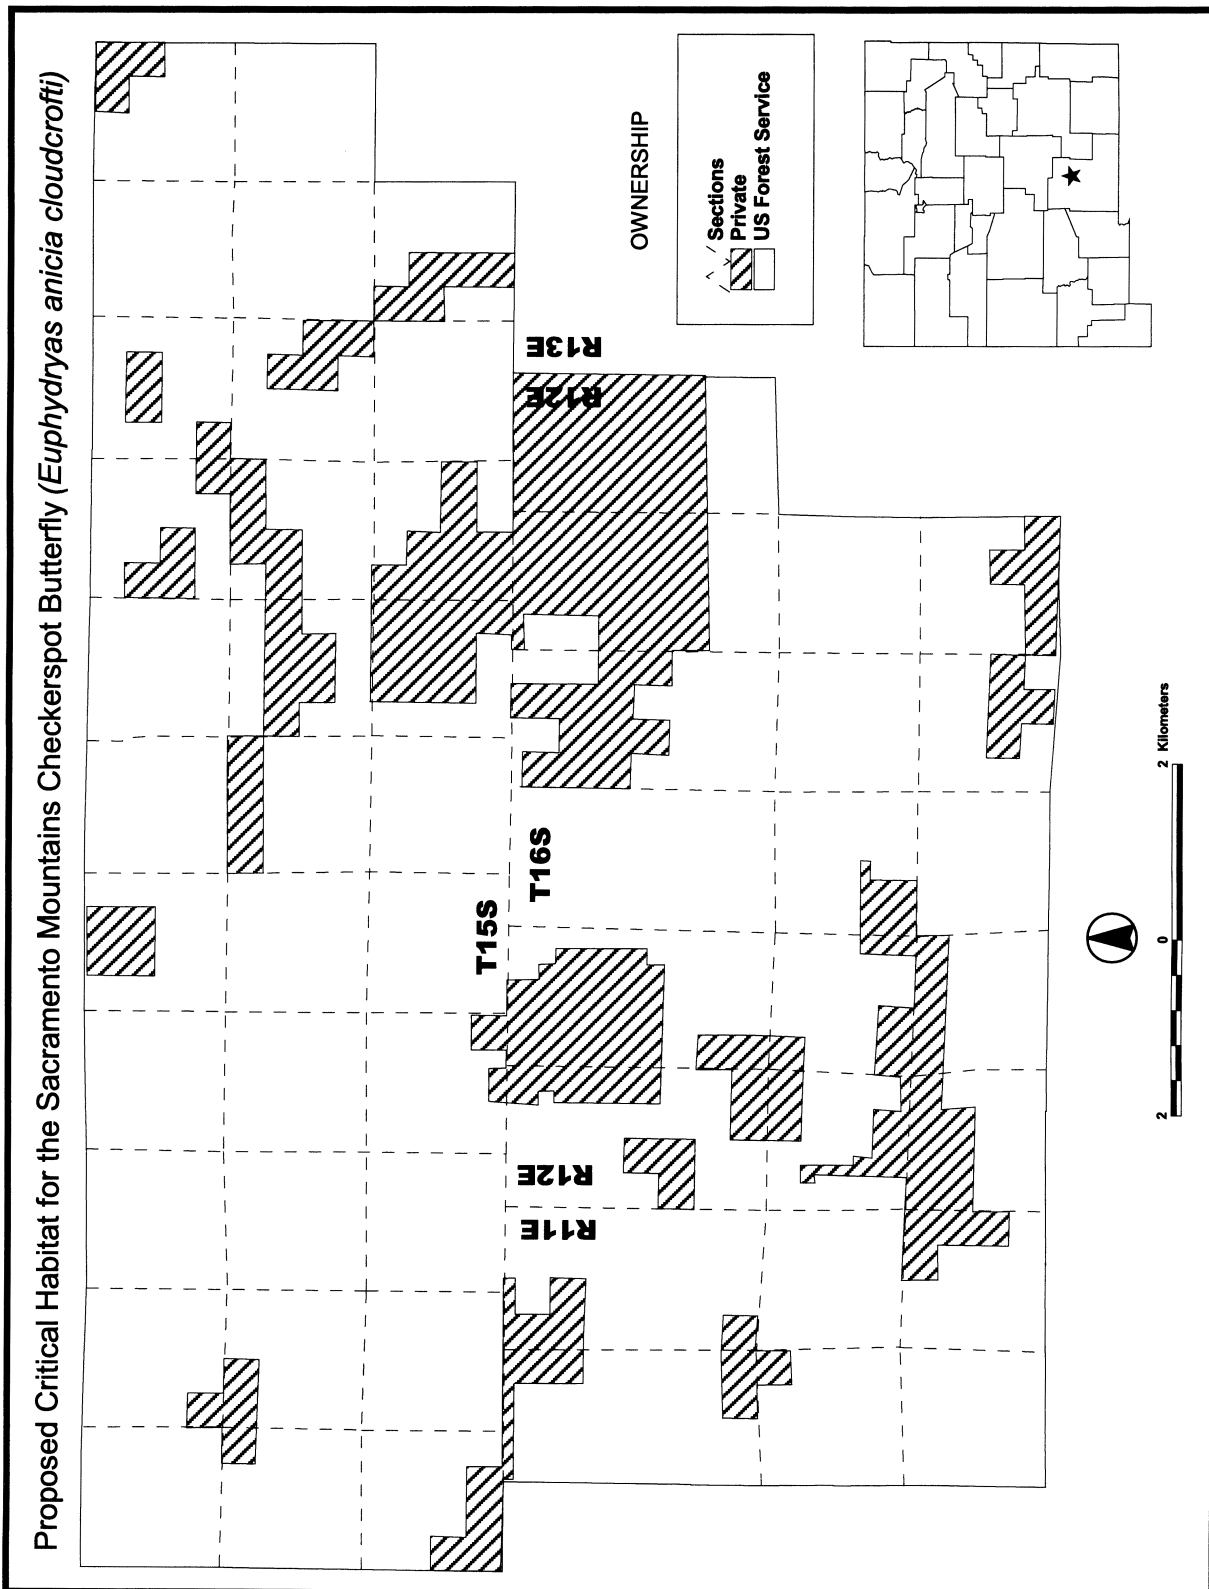 Proposed Critical Habitat for the Sacramento Mountains Checkerspot Butterfly (Euphydryas anicia cloudcrofti)
T15S
T16S
R11E
R12E
R12E
R13E
OWNERSHIP
Sections
Private
US Forest Service
2 0 2 Kilometers